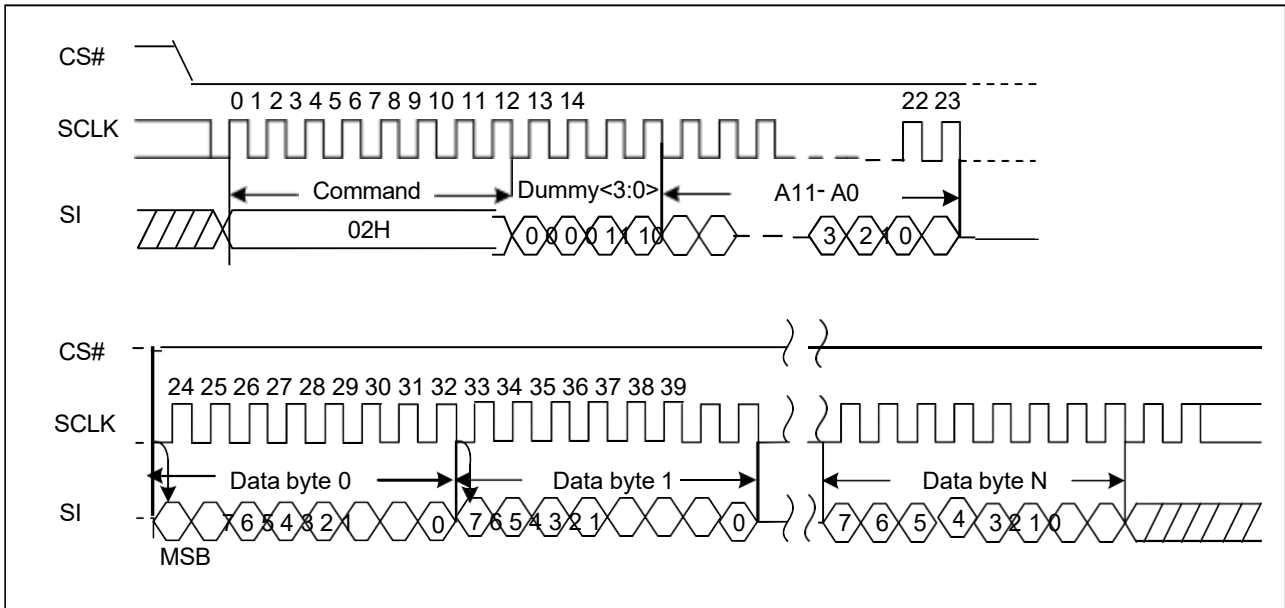 CS#
0 1 2 3 4 5 6 7 8 9 10 11 12 13 14 22 23
SCLK
Command Dummy<3:0> A11- A0
SI
02H 0 0 0 0 1 1 1 0 3 2 1 0
CS#
24 25 26 27 28 29 30 31 32 33 34 35 36 37 38 39
SCLK
Data byte 0 Data byte 1 Data byte N
SI
7 6 5 4 3 2 1 0 7 6 5 4 3 2 1 0 7 6 5 4 3 2 1 0
MSB